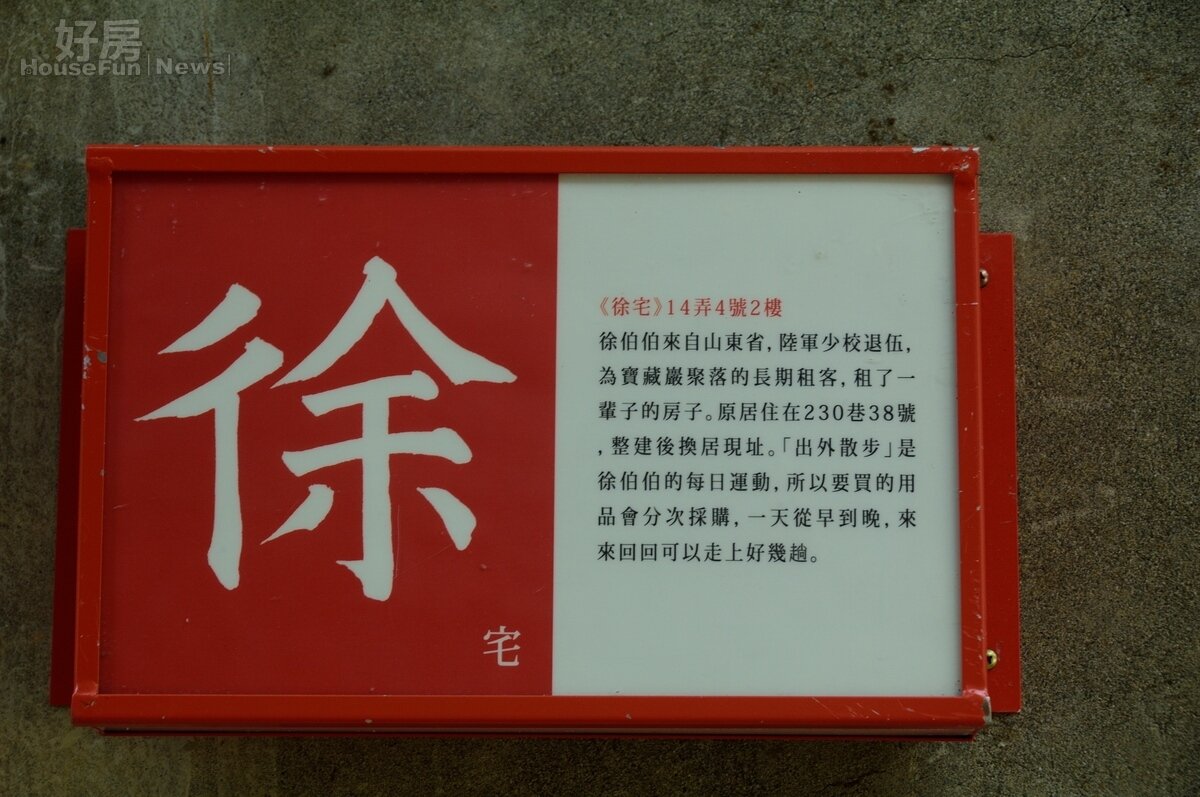 好房
HouseFun News
徐
宅
《徐宅》14弄4號2樓
徐伯伯來自山東省,陸軍少校退伍,
為寶藏巖聚落的長期租客,租了一
輩子的房子。原居住在230巷38號
,整建後換居現址。「出外散步」是
徐伯伯的每日運動,所以要買的用
品會分次採購,一天從早到晚,來
來回回可以走上好幾趟。